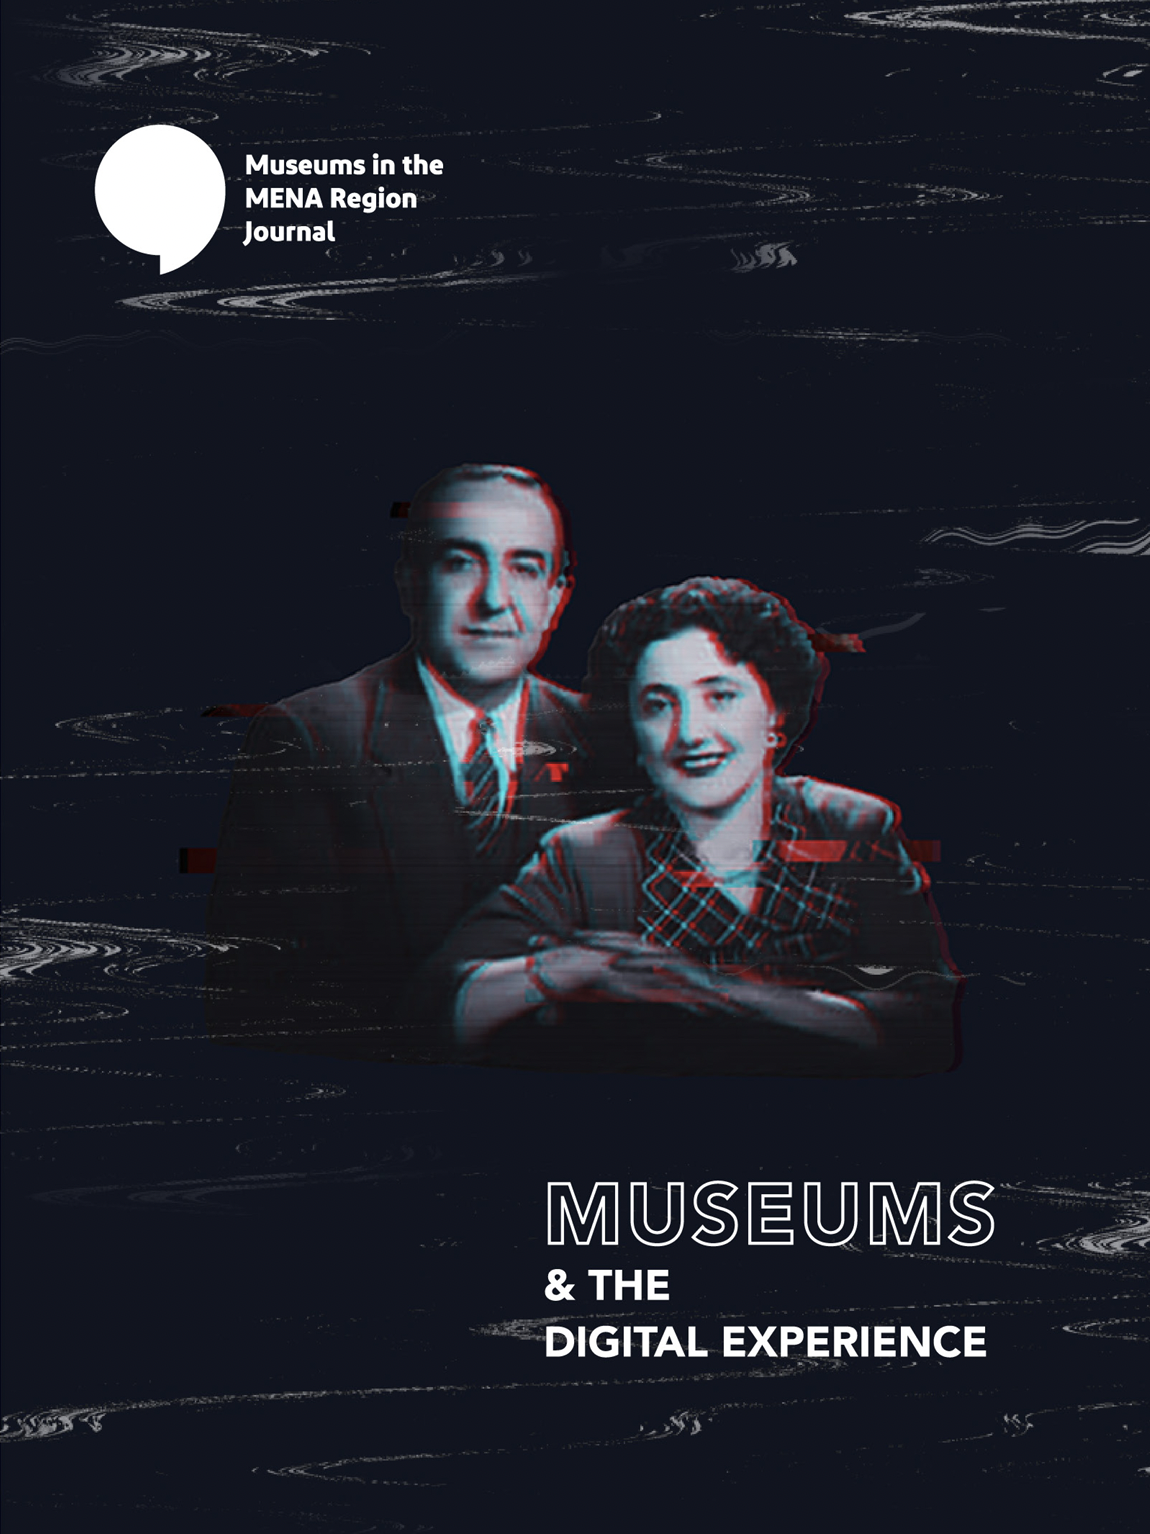 Museums in the
MENA Region
Journal
MUSEUMS
& THE
DIGITAL EXPERIENCE